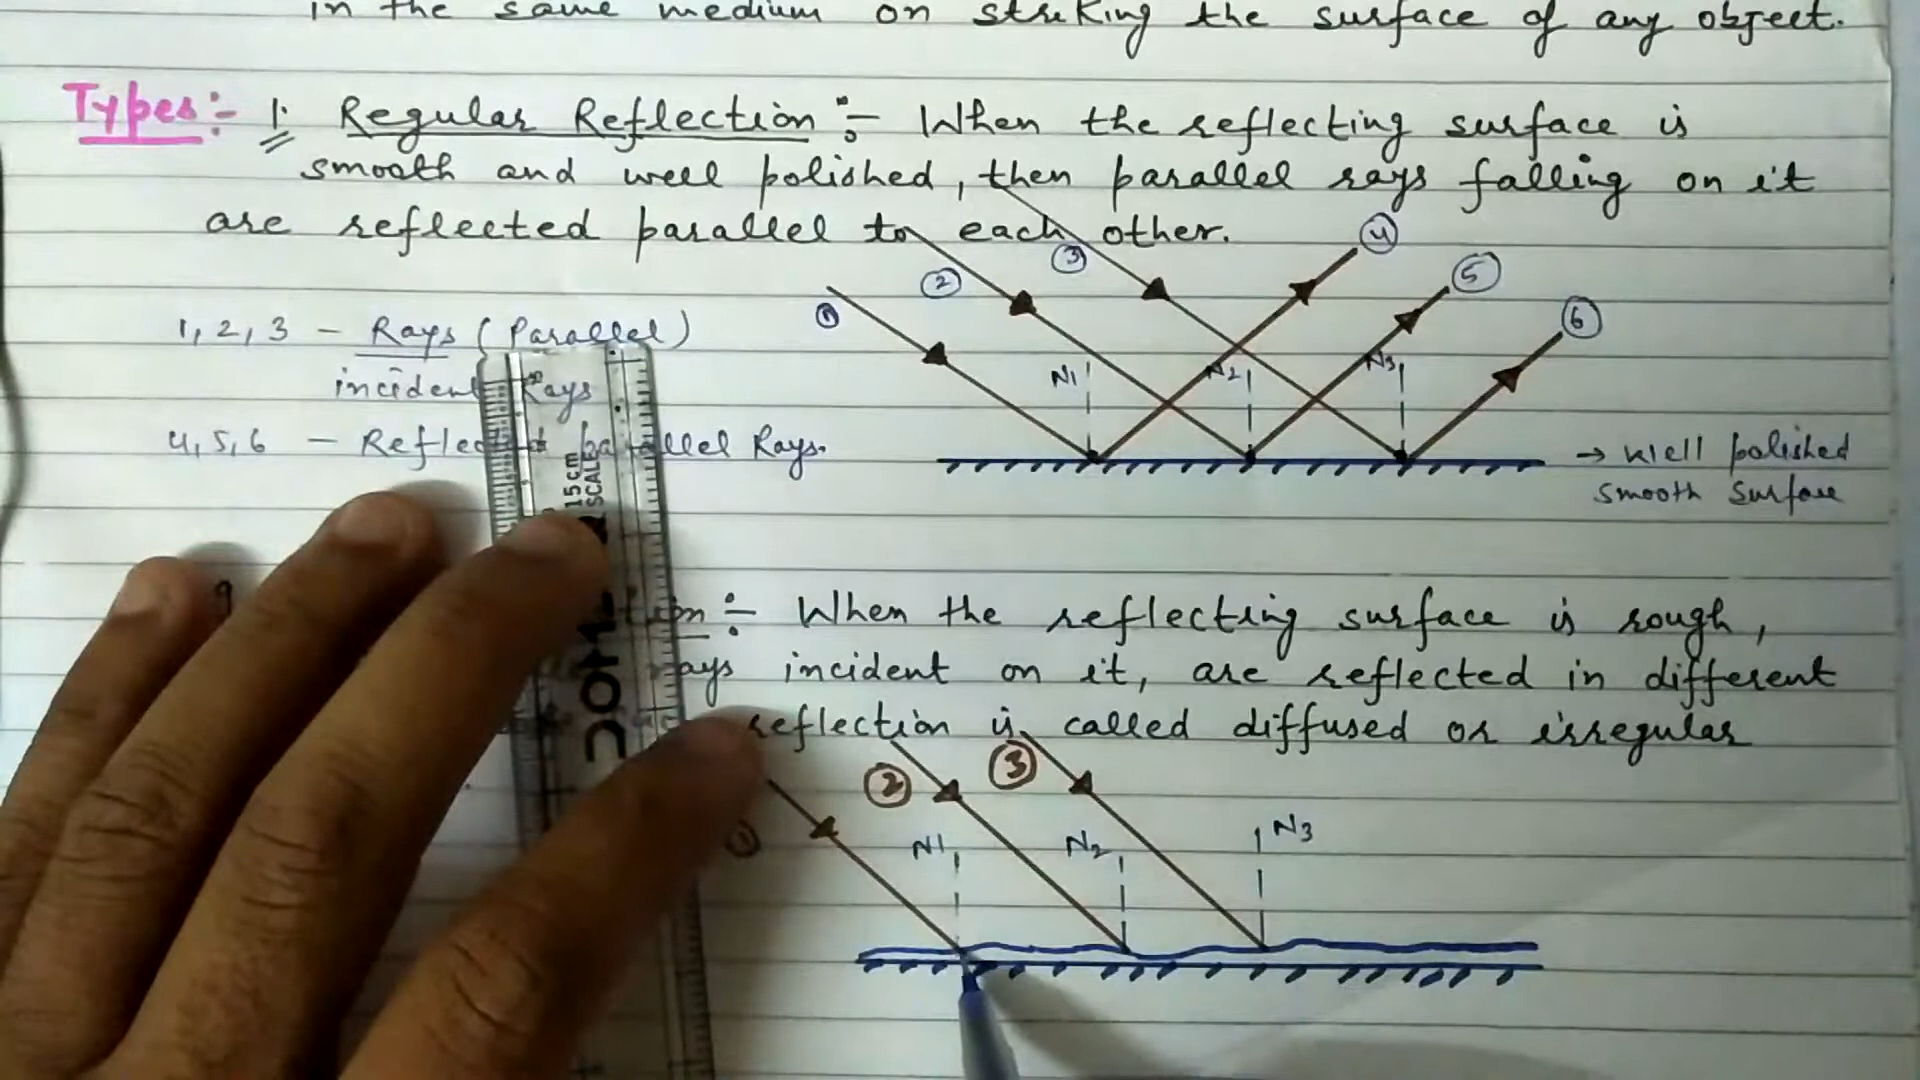 in the same medium on striking the surface of any object.
Types:- 1. Regular Reflection :- When the reflecting surface is
smooth and well polished, then parallel rays falling on it
are reflected parallel to each other.
1, 2, 3 - Rays (Parallel)
incident Rays
4, 5, 6 - Reflected parallel Rays.
1 2 3 4 5 6
N1 N2 N3
→ Well polished
smooth surface
15cm
SCALE
:- When the reflecting surface is rough,
incident on it, are reflected in different
reflection is called diffused or irregular
1 2 3
N1 N2 N3